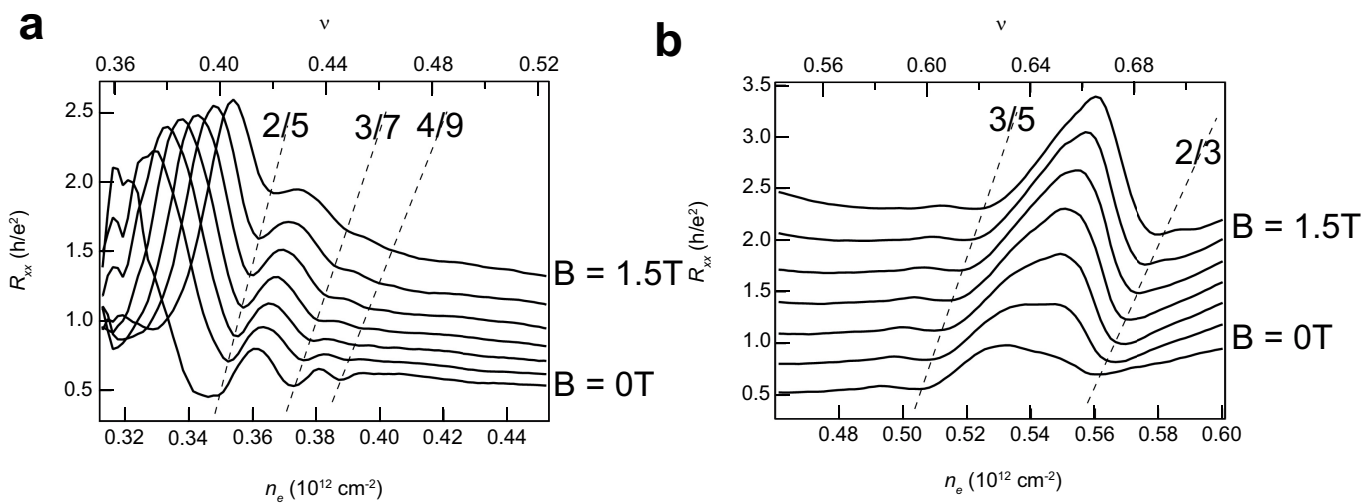 a
ν
0.36 0.40 0.44 0.48 0.52
2.5
2.0
1.5
1.0
0.5
R_xx (h/e²)
2/5 3/7 4/9
B = 1.5T
B = 0T
0.32 0.34 0.36 0.38 0.40 0.42 0.44
n_e (10¹² cm⁻²)
b
ν
0.56 0.60 0.64 0.68
3.5
3.0
2.5
2.0
1.5
1.0
0.5
R_xx (h/e²)
3/5
2/3
B = 1.5T
B = 0T
0.48 0.50 0.52 0.54 0.56 0.58 0.60
n_e (10¹² cm⁻²)